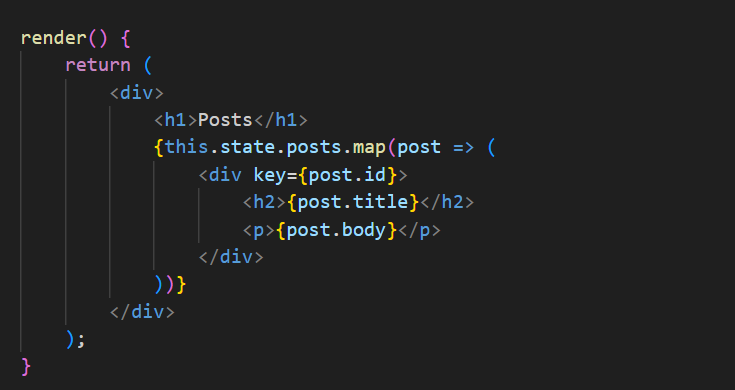 render() {
    return (
        <div>
            <h1>Posts</h1>
            {this.state.posts.map(post => (
                <div key={post.id}>
                    <h2>{post.title}</h2>
                    <p>{post.body}</p>
                </div>
            ))}
        </div>
    );
}